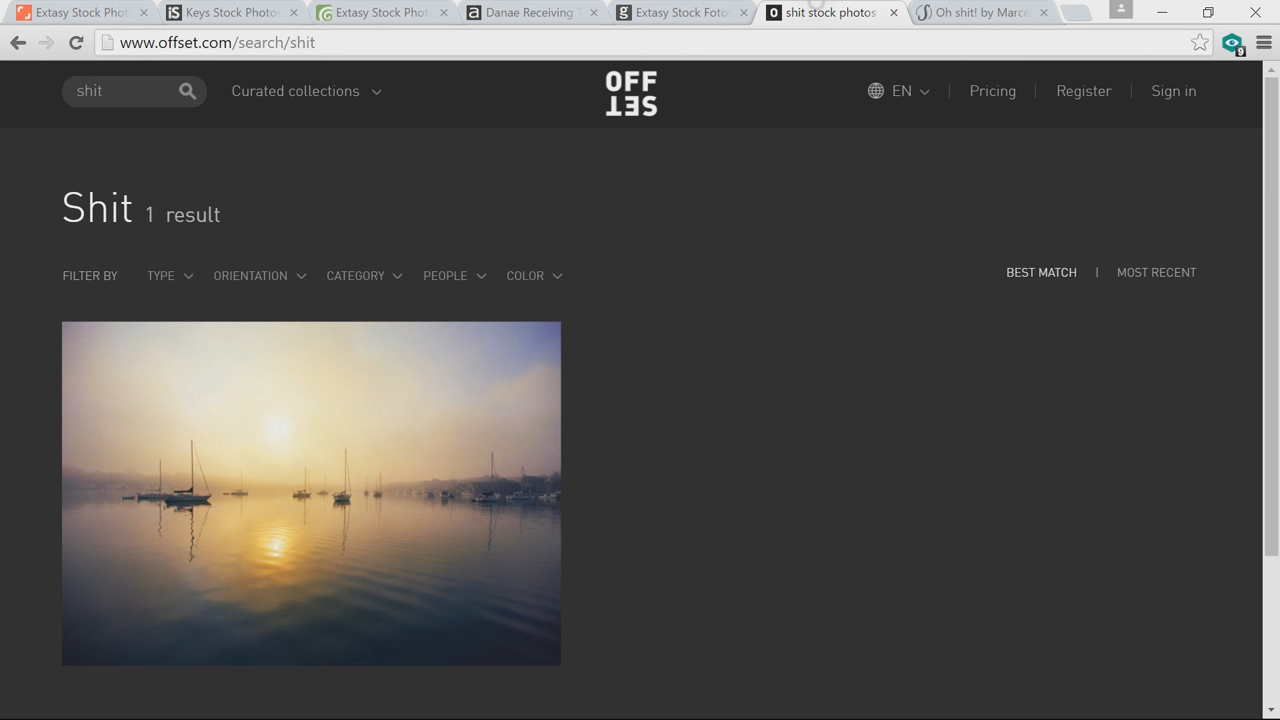 Extasy Stock Phot
Keys Stock Photo
Extasy Stock Phot
Danae Receiving T
Extasy Stock Foto
shit stock photos
Oh shit! by Marce
www.offset.com/search/shit
9
shit
Curated collections
OFF
SET
EN
Pricing
Register
Sign in
Shit 1 result
FILTER BY TYPE ORIENTATION CATEGORY PEOPLE COLOR
BEST MATCH | MOST RECENT